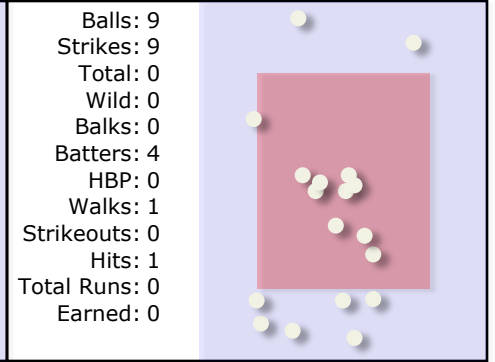 Balls: 9
Strikes: 9
Total: 0
Wild: 0
Balks: 0
Batters: 4
HBP: 0
Walks: 1
Strikeouts: 0
Hits: 1
Total Runs: 0
Earned: 0